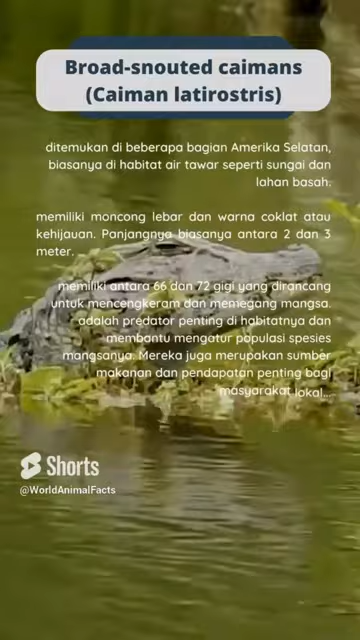 Broad-snouted caimans
(Caiman latirostris)
ditemukan di beberapa bagian Amerika Selatan,
biasanya di habitat air tawar seperti sungai dan
lahan basah.
memiliki moncong lebar dan warna coklat atau
kehijauan. Panjangnya biasanya antara 2 dan 3
meter.
memiliki antara 66 dan 72 gigi yang dirancang
untuk mencengkeram dan memegang mangsa.
adalah predator penting di habitatnya dan
membantu mengatur populasi spesies
mangsanya. Mereka juga merupakan sumber
makanan dan pendapatan penting bagi
masyarakat lokal...
Shorts
@WorldAnimalFacts